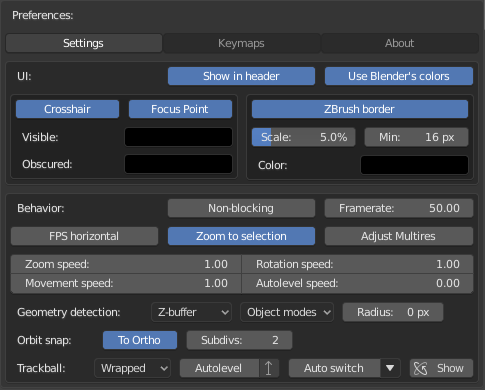 Preferences:
Settings Keymaps About
UI: Show in header Use Blender's colors
Crosshair Focus Point ZBrush border
Visible: Scale: 5.0% Min: 16 px
Obscured: Color:
Behavior: Non-blocking Framerate: 50.00
FPS horizontal Zoom to selection Adjust Multires
Zoom speed: 1.00 Rotation speed: 1.00
Movement speed: 1.00 Autolevel speed: 0.00
Geometry detection: Z-buffer Object modes Radius: 0 px
Orbit snap: To Ortho Subdivs: 2
Trackball: Wrapped Autolevel Auto switch Show